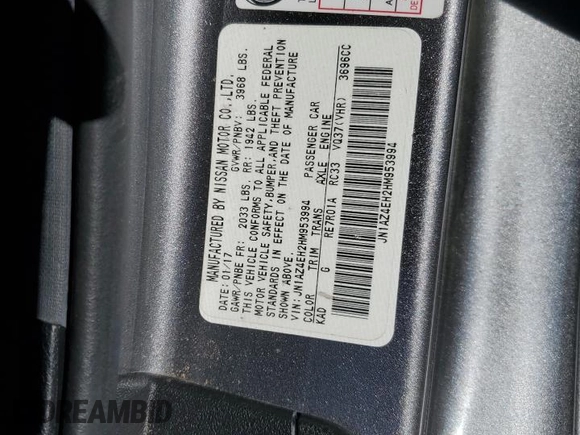 MANUFACTURED BY NISSAN MOTOR CO.,LTD.
DATE: 01/17 GVWR/PNBV: 3968 LBS.
GAWR/PNBE FR: 2033 LBS. RR: 1942 LBS.
THIS VEHICLE CONFORMS TO ALL APPLICABLE FEDERAL
MOTOR VEHICLE SAFETY,BUMPER,AND THEFT PREVENTION
STANDARDS IN EFFECT ON THE DATE OF MANUFACTURE
SHOWN ABOVE.
VIN: JN1AZ4EH2HM953994 PASSENGER CAR
COLOR TRIM TRANS AXLE ENGINE
KAD G RE7R01A RC33 VQ37(VHR) 3696CC
JN1AZ4EH2HM953994
DREAMBID